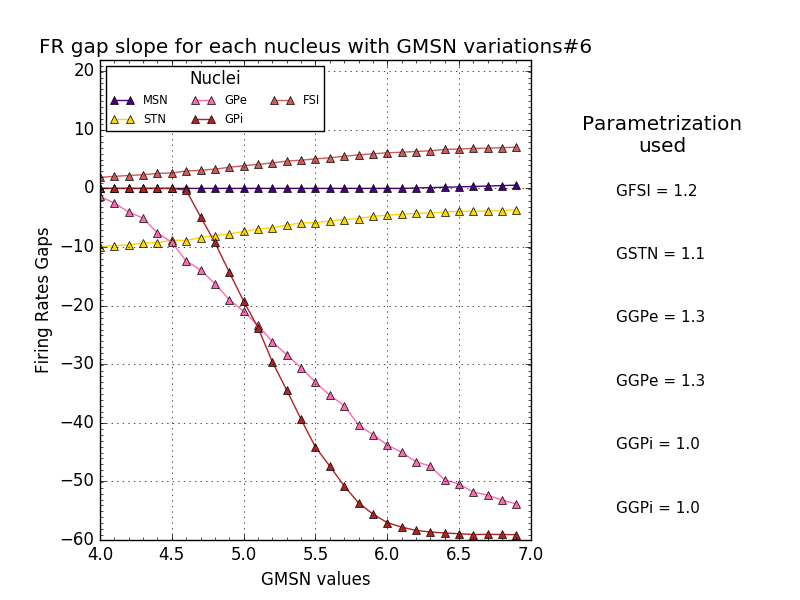 FR gap slope for each nucleus with GMSN variations#6
Nuclei
MSN GPe FSI
STN GPi
20
10
0
−10
−20
−30
−40
−50
−60
Firing Rates Gaps
4.0 4.5 5.0 5.5 6.0 6.5 7.0
GMSN values
Parametrization
used
GFSI = 1.2
GSTN = 1.1
GGPe = 1.3
GGPe = 1.3
GGPi = 1.0
GGPi = 1.0